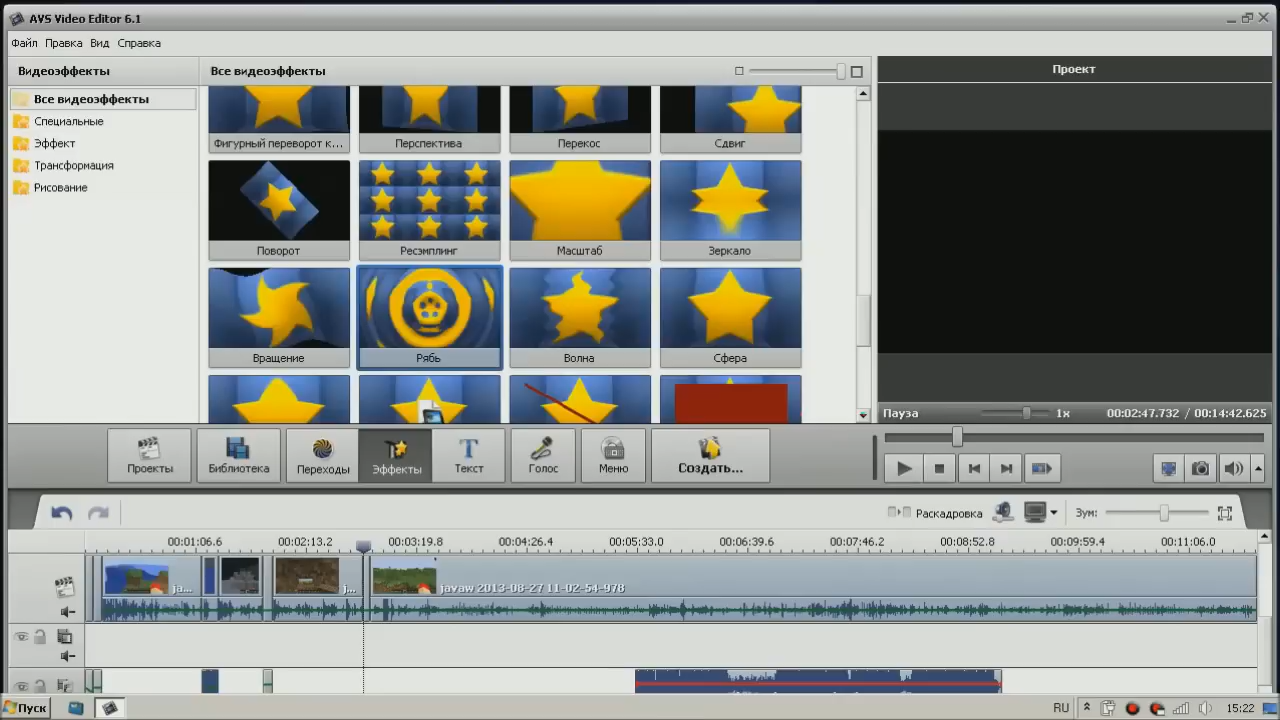 AVS Video Editor 6.1
Файл Правка Вид Справка
Видеоэффекты
Все видеоэффекты
Проект
Все видеоэффекты
Специальные
Эффект
Трансформация
Рисование
Фигурный переворот к...
Перспектива
Перекос
Сдвиг
Поворот
Ресэмплинг
Масштаб
Зеркало
Вращение
Рябь
Волна
Сфера
Пауза
1x
00:02:47.732 / 00:14:42.625
Проекты
Библиотека
Переходы
Эффекты
Текст
Голос
Меню
Создать...
Раскадровка
Зум:
00:01:06.6 00:02:13.2 00:03:19.8 00:04:26.4 00:05:33.0 00:06:39.6 00:07:46.2 00:08:52.8 00:09:59.4 00:11:06.0
ja...
j...
javaw 2013-08-27 11-02-54-978
Пуск
RU
15:22